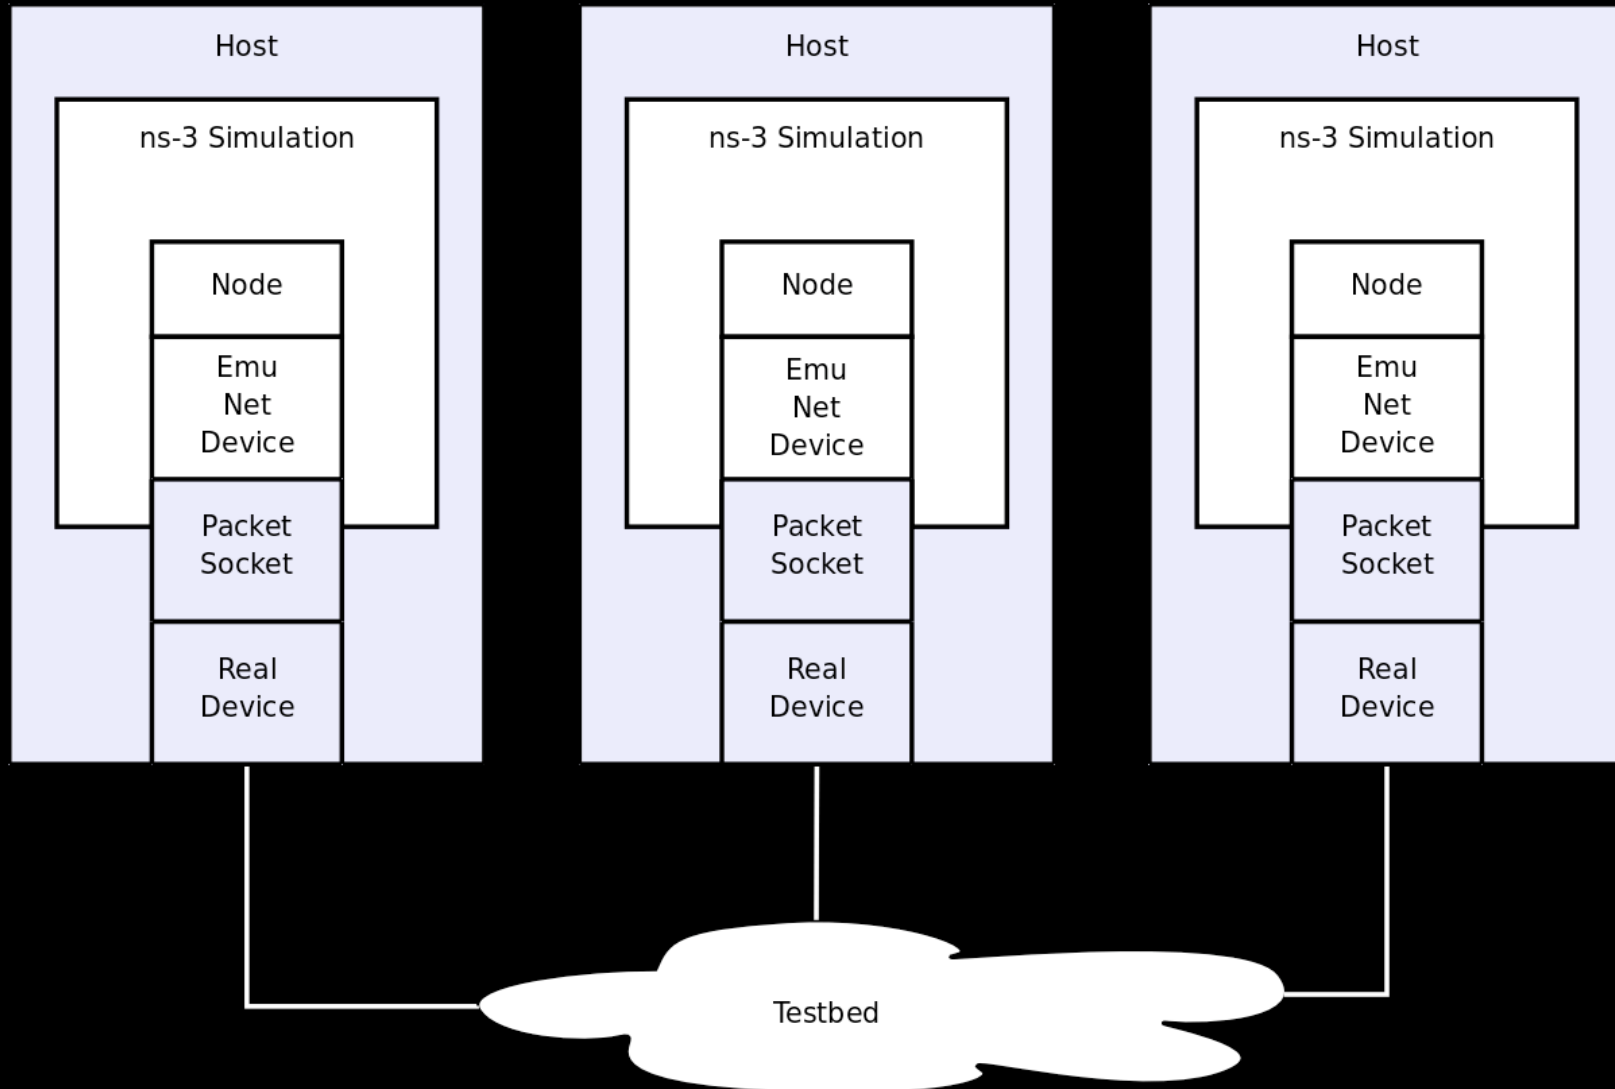 Host
ns-3 Simulation
Node
Emu
Net
Device
Packet
Socket
Real
Device
Host
ns-3 Simulation
Node
Emu
Net
Device
Packet
Socket
Real
Device
Host
ns-3 Simulation
Node
Emu
Net
Device
Packet
Socket
Real
Device
Testbed